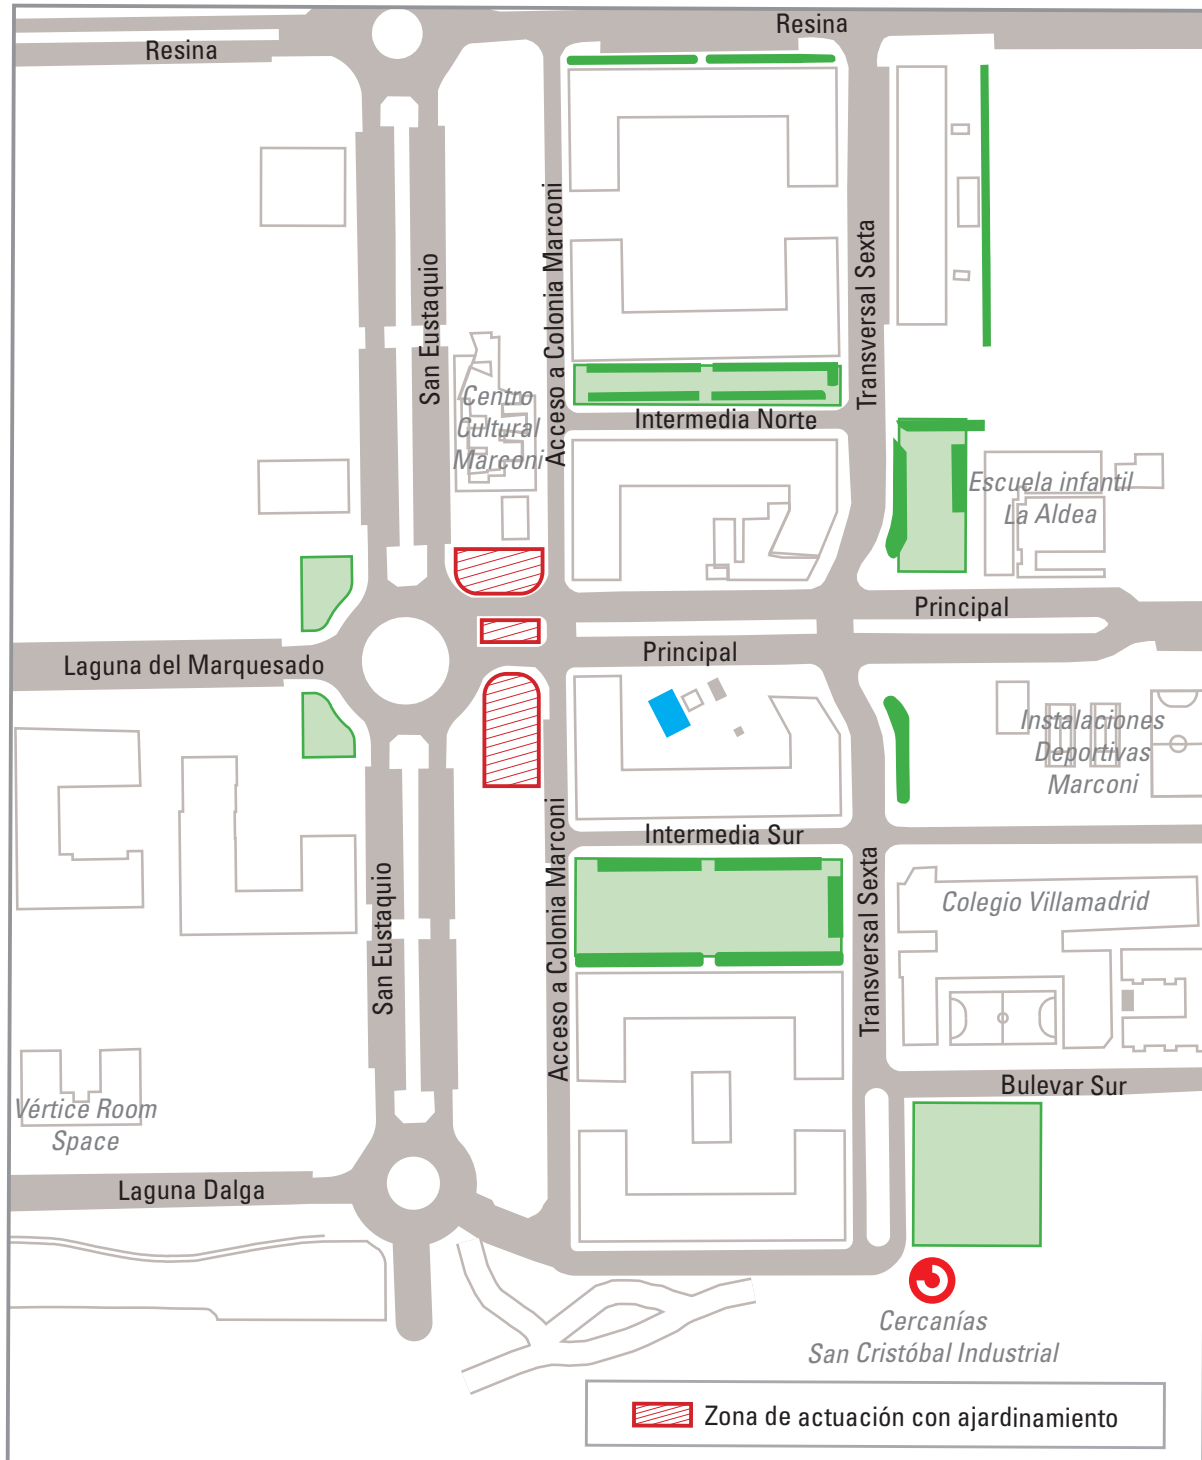 Resina
Resina
San Eustaquio
Acceso a Colonia Marconi
Transversal Sexta
Centro
Cultural
Marconi
Intermedia Norte
Escuela infantil
La Aldea
Principal
Laguna del Marquesado
Principal
Instalaciones
Deportivas
Marconi
Intermedia Sur
San Eustaquio
Acceso a Colonia Marconi
Transversal Sexta
Colegio Villamadrid
Bulevar Sur
Vértice Room
Space
Laguna Dalga
Cercanías
San Cristóbal Industrial
Zona de actuación con ajardinamiento